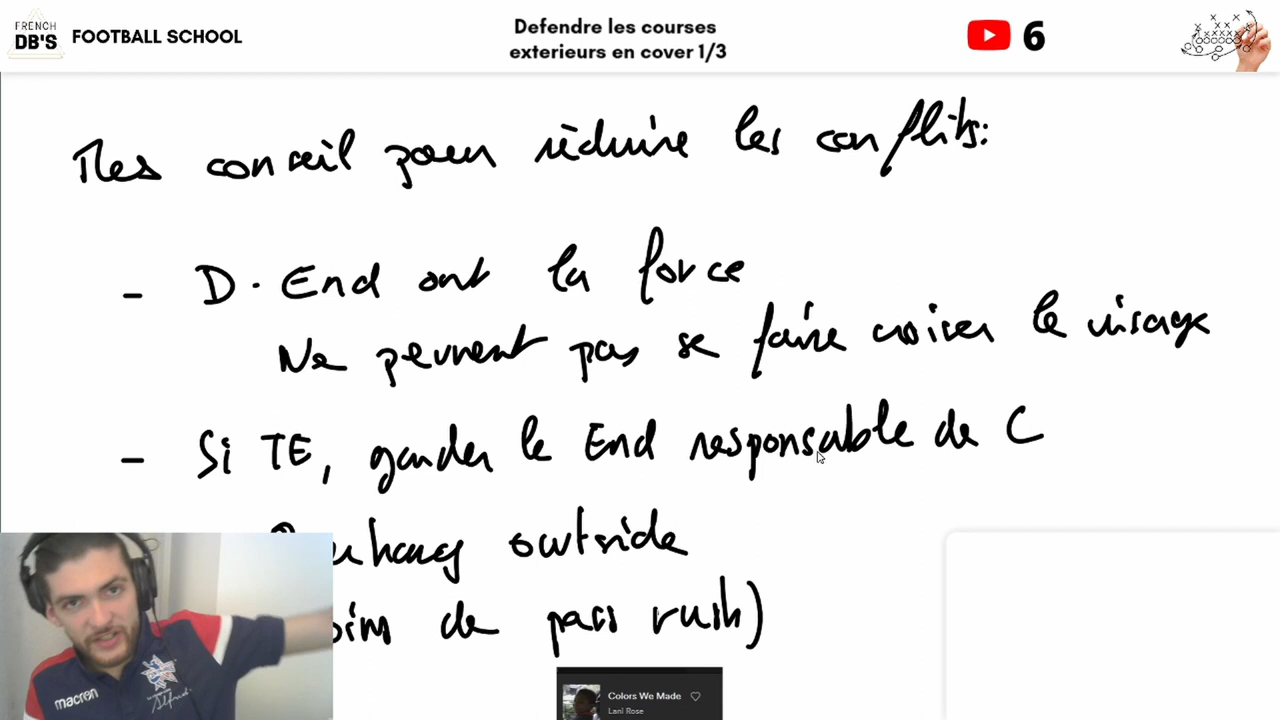 FRENCH
DB'S
FOOTBALL SCHOOL
Defendre les courses
exterieurs en cover 1/3
6
Mes conseil pour réduire les conflits:
- D. End ont la force
Ne peuvent pas se faire croiser le visage
- Si TE, garder le End responsable de C
outside
de pass rush)
macron
Colors We Made
Lani Rose